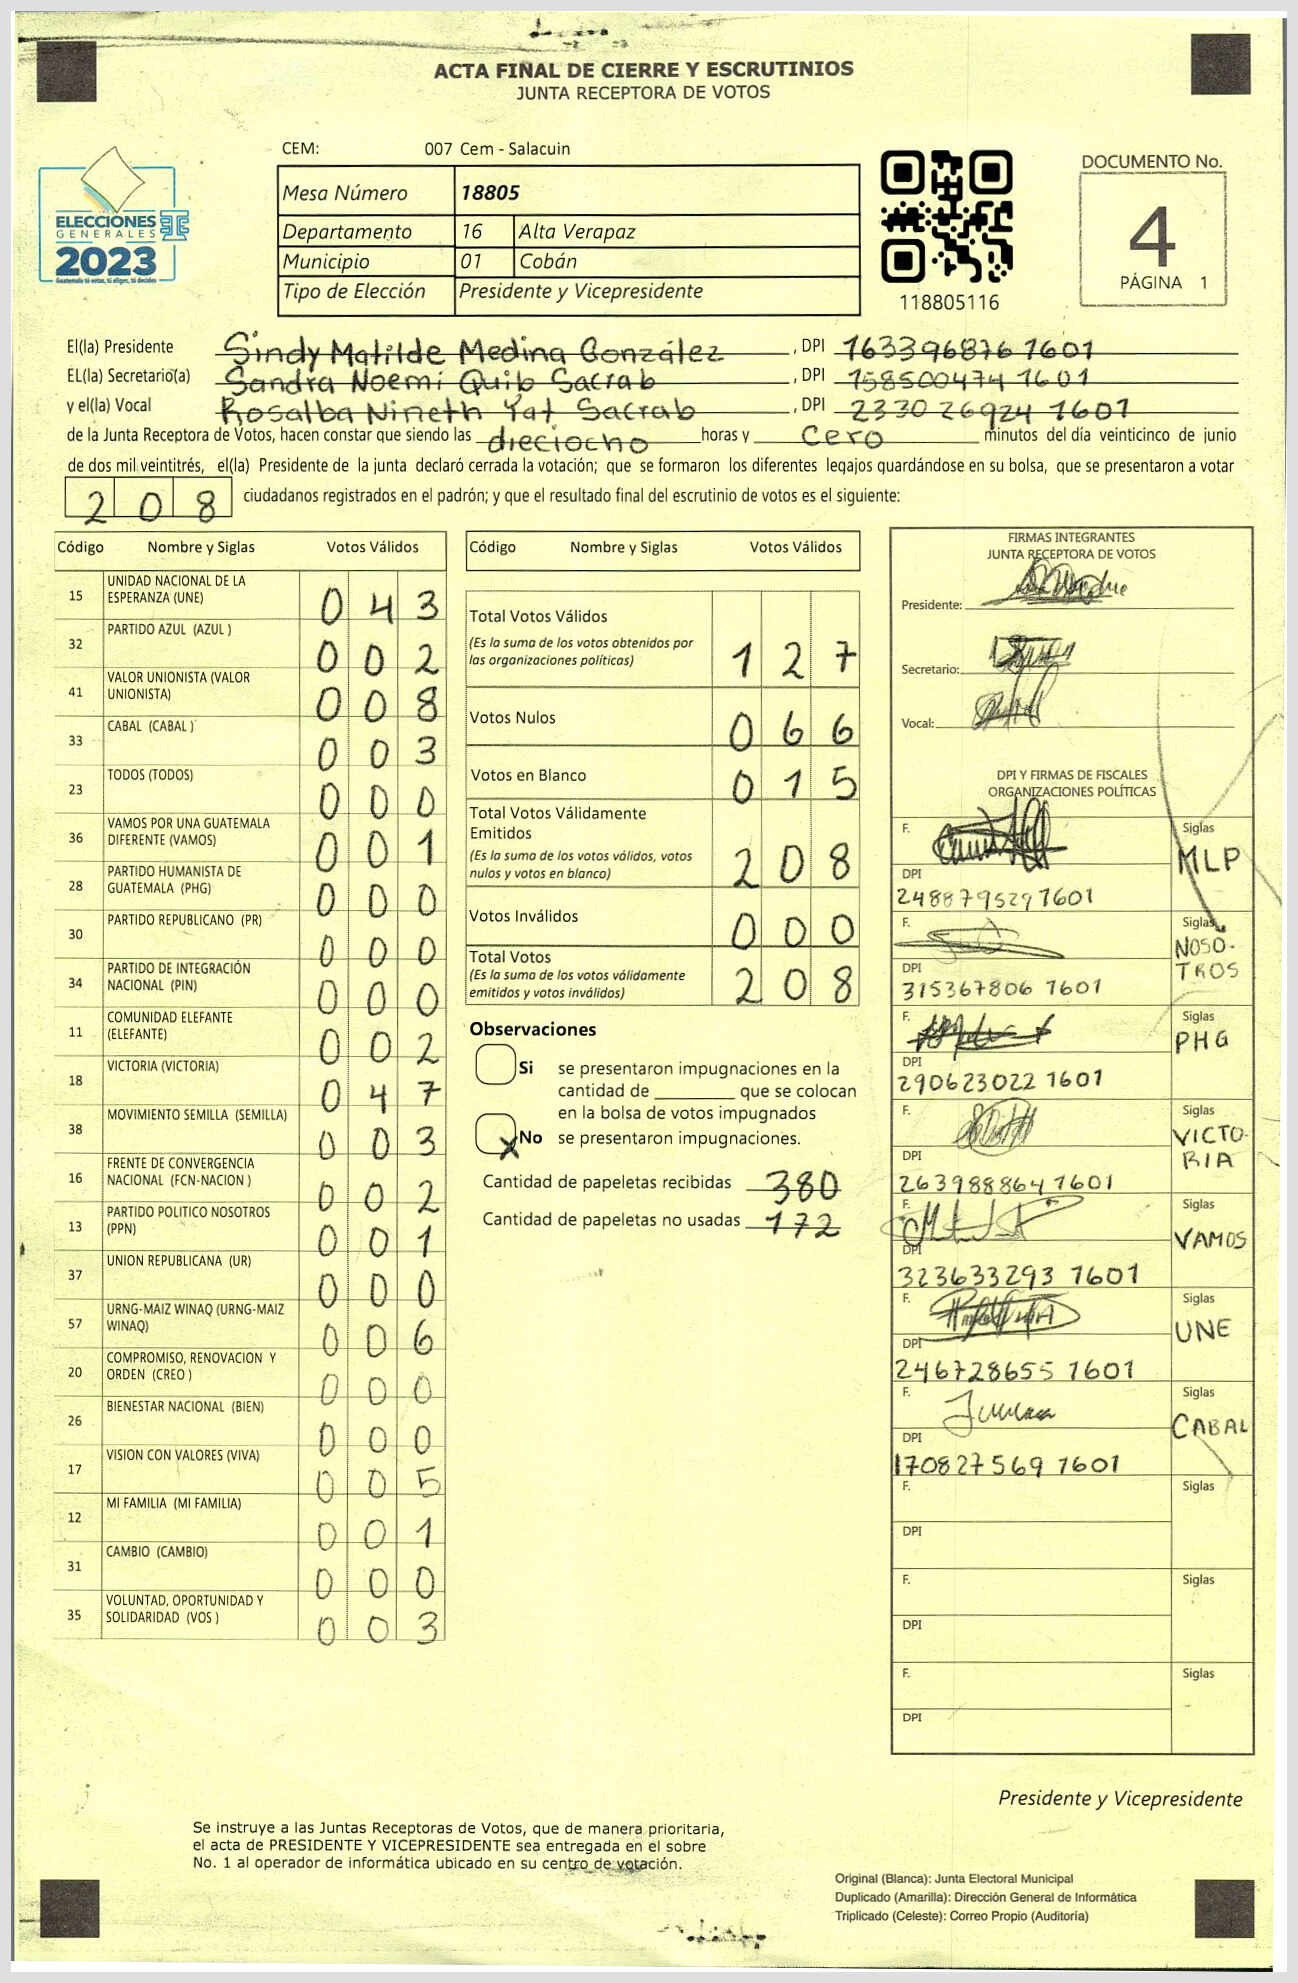 ACTA FINAL DE CIERRE Y ESCRUTINIOS
JUNTA RECEPTORA DE VOTOS
CEM: 007 Cem - Salacuin
DOCUMENTO No.
4
PÁGINA 1
ELECCIONES
GENERALES
2023
Guatemala tú votas, tú eliges, tú decides
Mesa Número 18805
Departamento 16 Alta Verapaz
Municipio 01 Cobán
Tipo de Elección Presidente y Vicepresidente
118805116
El(la) Presidente Sindy Matilde Medina González , DPI 163396876 1601
EL(la) Secretario(a) Sandra Noemí Quib Sacrab , DPI 158500474 1601
y el(la) Vocal Rosalba Nineth Yat Sacrab , DPI 2330 26924 1601
de la Junta Receptora de Votos, hacen constar que siendo las dieciocho horas y cero minutos del día veinticinco de junio
de dos mil veintitrés, el(la) Presidente de la junta declaró cerrada la votación; que se formaron los diferentes legajos guardándose en su bolsa, que se presentaron a votar
208 ciudadanos registrados en el padrón; y que el resultado final del escrutinio de votos es el siguiente:
Código Nombre y Siglas Votos Válidos
15 UNIDAD NACIONAL DE LA ESPERANZA (UNE) 043
32 PARTIDO AZUL (AZUL ) 002
41 VALOR UNIONISTA (VALOR UNIONISTA) 008
33 CABAL (CABAL ) 003
23 TODOS (TODOS) 000
36 VAMOS POR UNA GUATEMALA DIFERENTE (VAMOS) 001
28 PARTIDO HUMANISTA DE GUATEMALA (PHG) 000
30 PARTIDO REPUBLICANO (PR) 000
34 PARTIDO DE INTEGRACIÓN NACIONAL (PIN) 000
11 COMUNIDAD ELEFANTE (ELEFANTE) 002
18 VICTORIA (VICTORIA) 047
38 MOVIMIENTO SEMILLA (SEMILLA) 003
16 FRENTE DE CONVERGENCIA NACIONAL (FCN-NACION ) 002
13 PARTIDO POLITICO NOSOTROS (PPN) 001
37 UNION REPUBLICANA (UR) 000
57 URNG-MAIZ WINAQ (URNG-MAIZ WINAQ) 006
20 COMPROMISO, RENOVACION Y ORDEN (CREO ) 000
26 BIENESTAR NACIONAL (BIEN) 000
17 VISION CON VALORES (VIVA) 005
12 MI FAMILIA (MI FAMILIA) 001
31 CAMBIO (CAMBIO) 000
35 VOLUNTAD, OPORTUNIDAD Y SOLIDARIDAD (VOS ) 003
Código Nombre y Siglas Votos Válidos
Total Votos Válidos 127
(Es la suma de los votos obtenidos por
las organizaciones políticas)
Votos Nulos 066
Votos en Blanco 015
Total Votos Válidamente
Emitidos 208
(Es la suma de los votos válidos, votos
nulos y votos en blanco)
Votos Inválidos 000
Total Votos 208
(Es la suma de los votos válidamente
emitidos y votos inválidos)
Observaciones
Si se presentaron impugnaciones en la
cantidad de que se colocan
en la bolsa de votos impugnados
X No se presentaron impugnaciones.
Cantidad de papeletas recibidas 380
Cantidad de papeletas no usadas 172
FIRMAS INTEGRANTES
JUNTA RECEPTORA DE VOTOS
Presidente:
Secretario:
Vocal:
DPI Y FIRMAS DE FISCALES
ORGANIZACIONES POLÍTICAS
F. Siglas MLP
DPI
248879529 1601
F. Siglas NOSO-
TROS
DPI
315367806 1601
F. Siglas PHG
DPI
290623022 1601
F. Siglas VICTO-
RIA
DPI
263988864 1601
F. Siglas VAMOS
DPI
323633293 1601
F. Siglas UNE
DPI
246728655 1601
F. Siglas CABAL
DPI
170827569 1601
F. Siglas
DPI
F. Siglas
DPI
F. Siglas
DPI
Presidente y Vicepresidente
Se instruye a las Juntas Receptoras de Votos, que de manera prioritaria,
el acta de PRESIDENTE Y VICEPRESIDENTE sea entregada en el sobre
No. 1 al operador de informática ubicado en su centro de votación.
Original (Blanca): Junta Electoral Municipal
Duplicado (Amarilla): Dirección General de Informática
Triplicado (Celeste): Correo Propio (Auditoría)